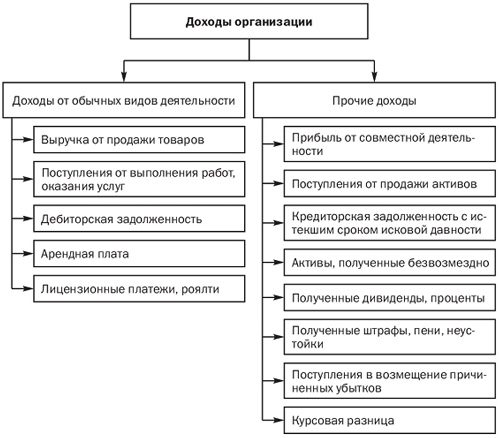 Доходы организации
Доходы от обычных видов деятельности
Выручка от продажи товаров
Поступления от выполнения работ,
оказания услуг
Дебиторская задолженность
Арендная плата
Лицензионные платежи, роялти
Прочие доходы
Прибыль от совместной деятель-
ности
Поступления от продажи активов
Кредиторская задолженность с ис-
текшим сроком исковой давности
Активы, полученные безвозмездно
Полученные дивиденды, проценты
Полученные штрафы, пени, неус-
тойки
Поступления в возмещение причи-
ненных убытков
Курсовая разница